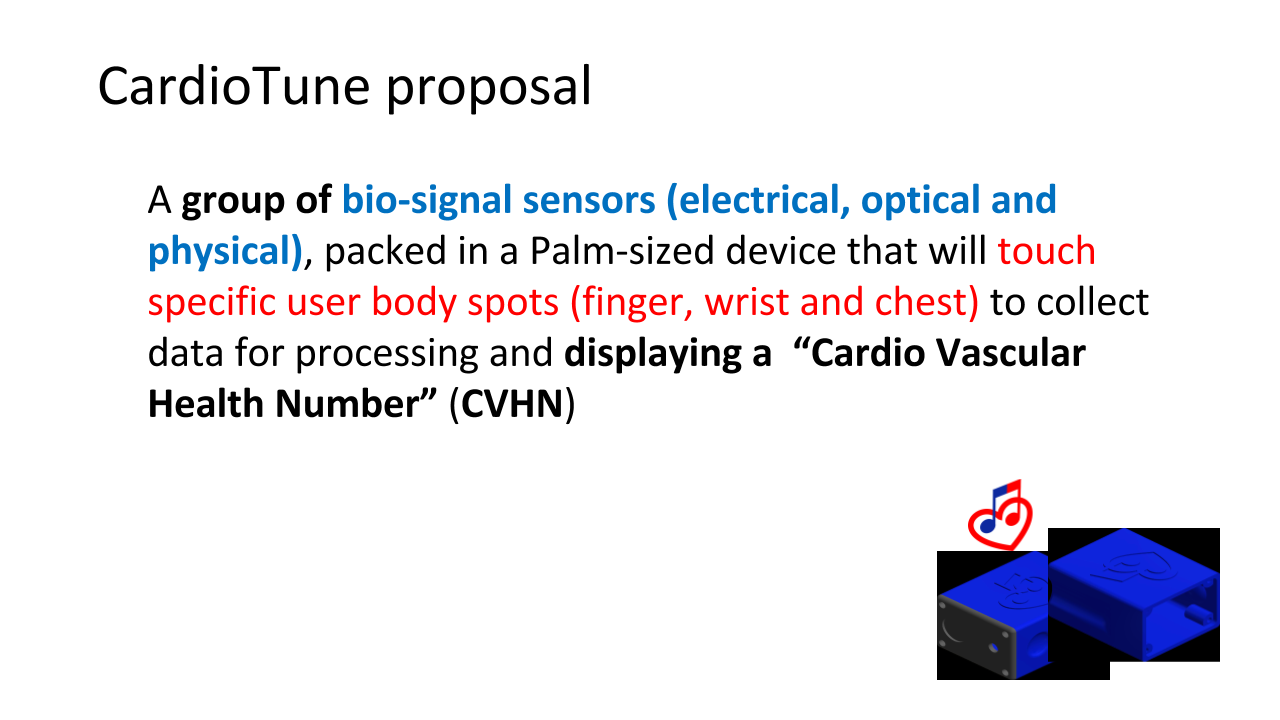 CardioTune proposal
A group of bio-signal sensors (electrical, optical and
physical), packed in a Palm-sized device that will touch
specific user body spots (finger, wrist and chest) to collect
data for processing and displaying a  “Cardio Vascular
Health Number” (CVHN)